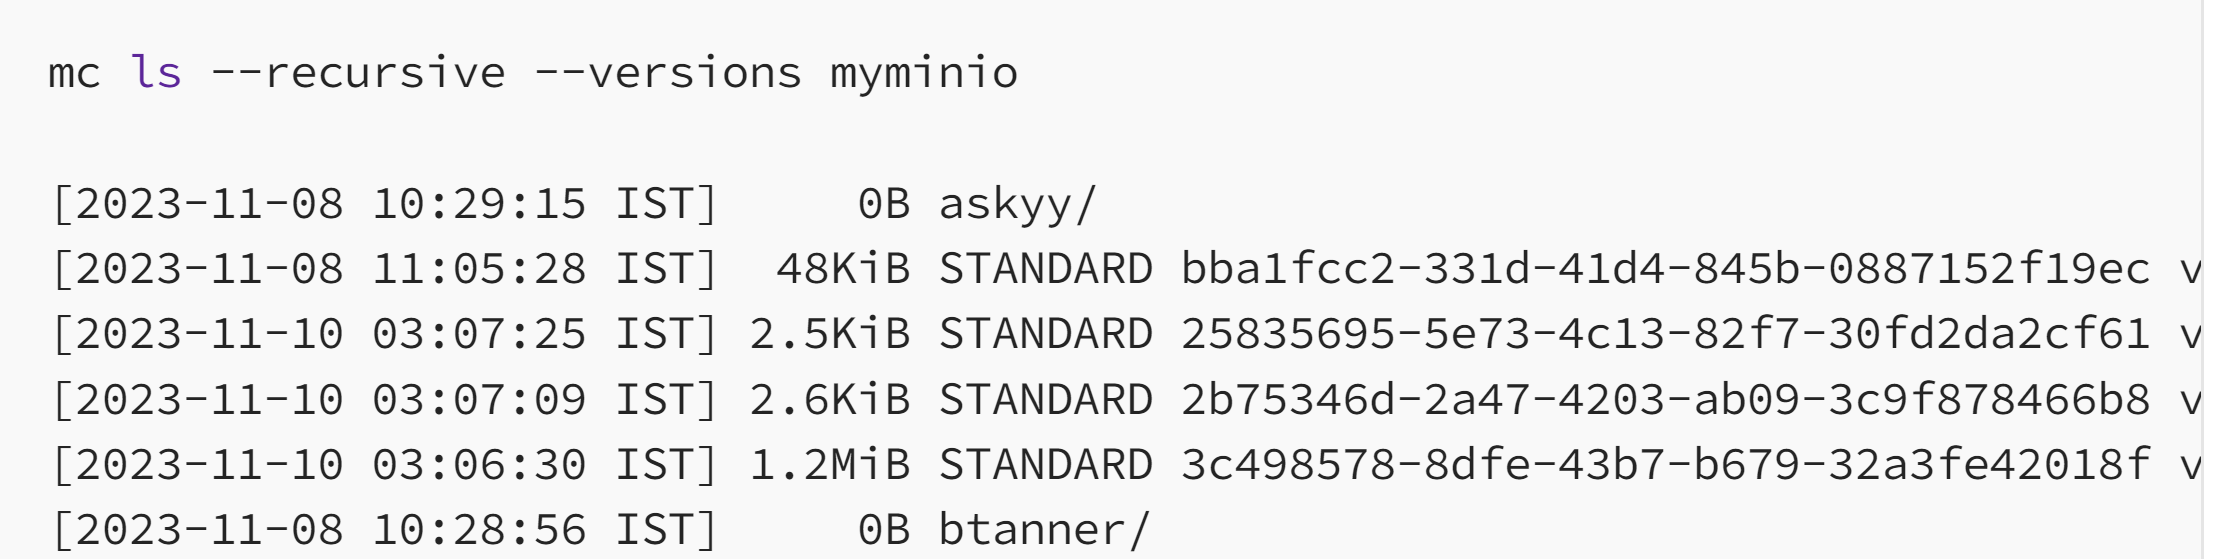 mc ls --recursive --versions myminio
[2023-11-08 10:29:15 IST]     0B askyy/
[2023-11-08 11:05:28 IST]  48KiB STANDARD bba1fcc2-331d-41d4-845b-0887152f19ec v
[2023-11-10 03:07:25 IST] 2.5KiB STANDARD 25835695-5e73-4c13-82f7-30fd2da2cf61 v
[2023-11-10 03:07:09 IST] 2.6KiB STANDARD 2b75346d-2a47-4203-ab09-3c9f878466b8 v
[2023-11-10 03:06:30 IST] 1.2MiB STANDARD 3c498578-8dfe-43b7-b679-32a3fe42018f v
[2023-11-08 10:28:56 IST]     0B btanner/